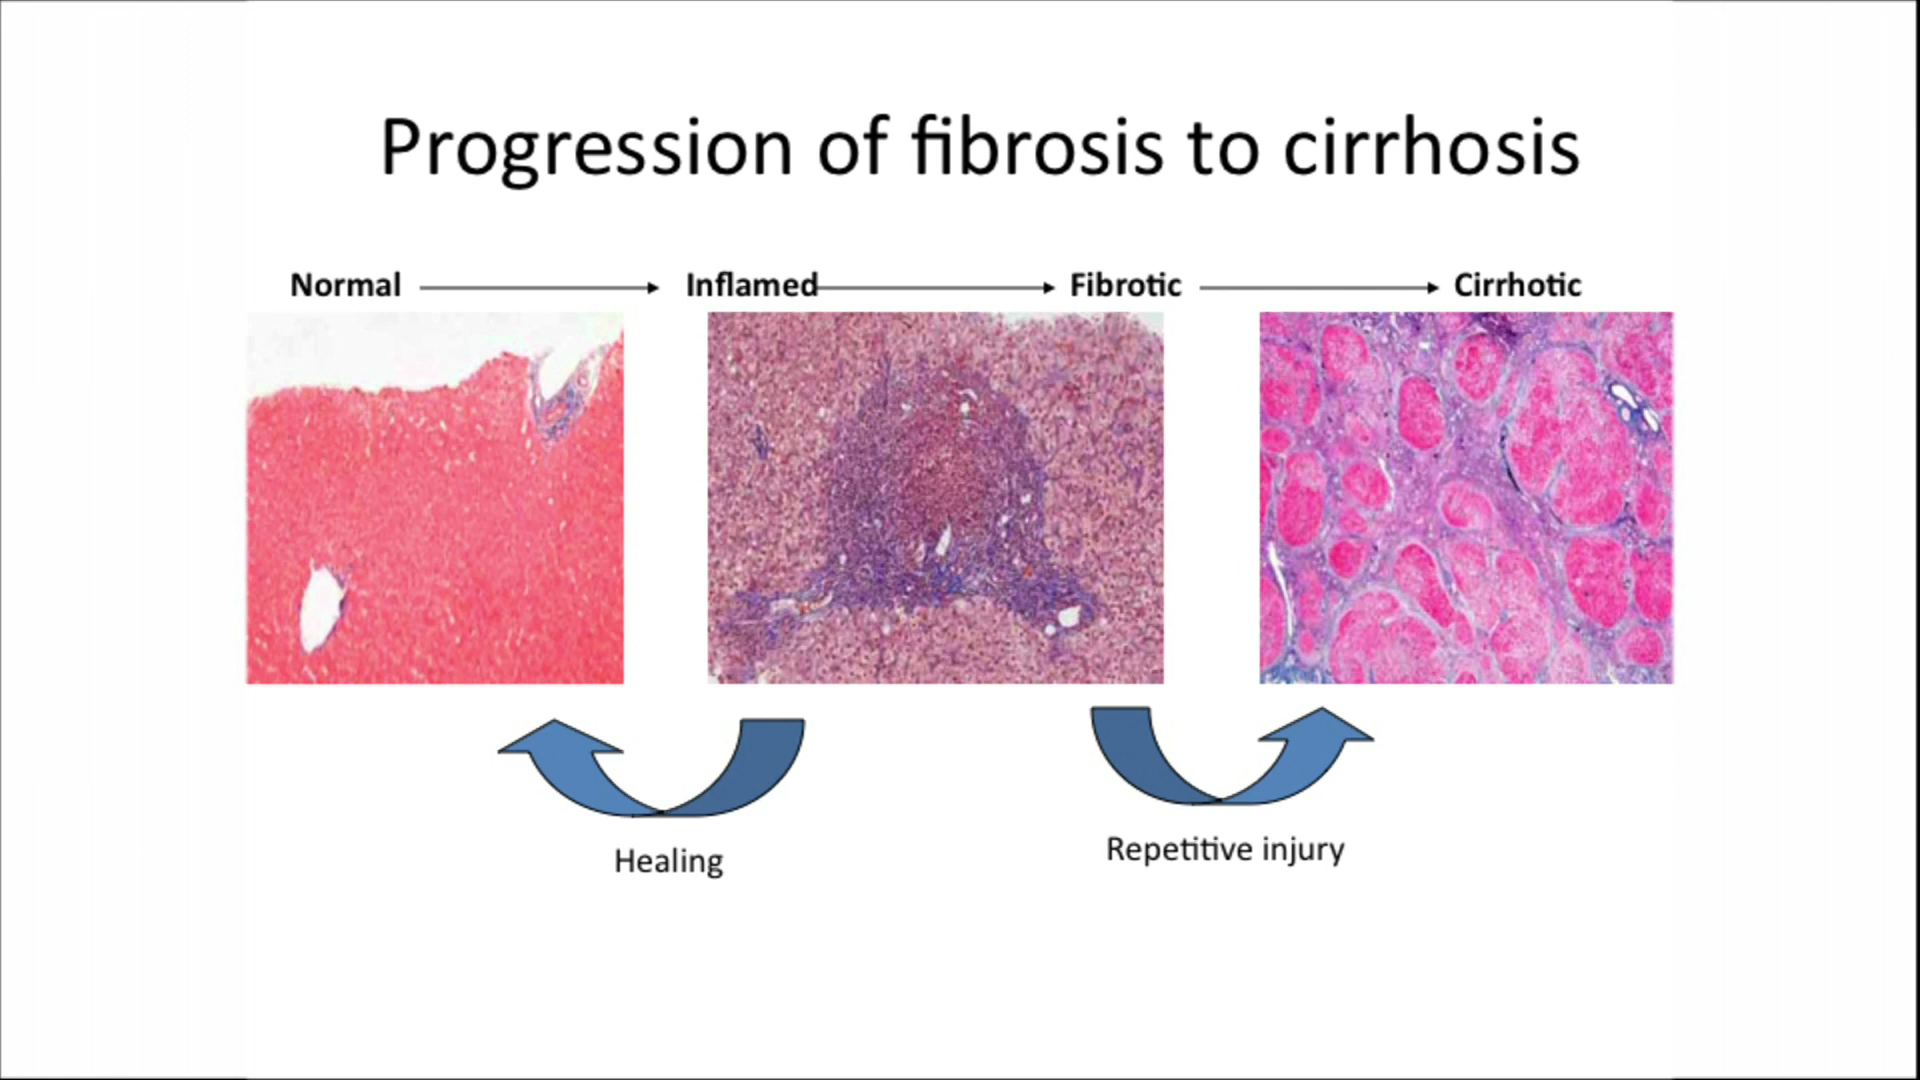 Progression of fibrosis to cirrhosis
Normal Inflamed Fibrotic Cirrhotic
Healing
Repetitive injury